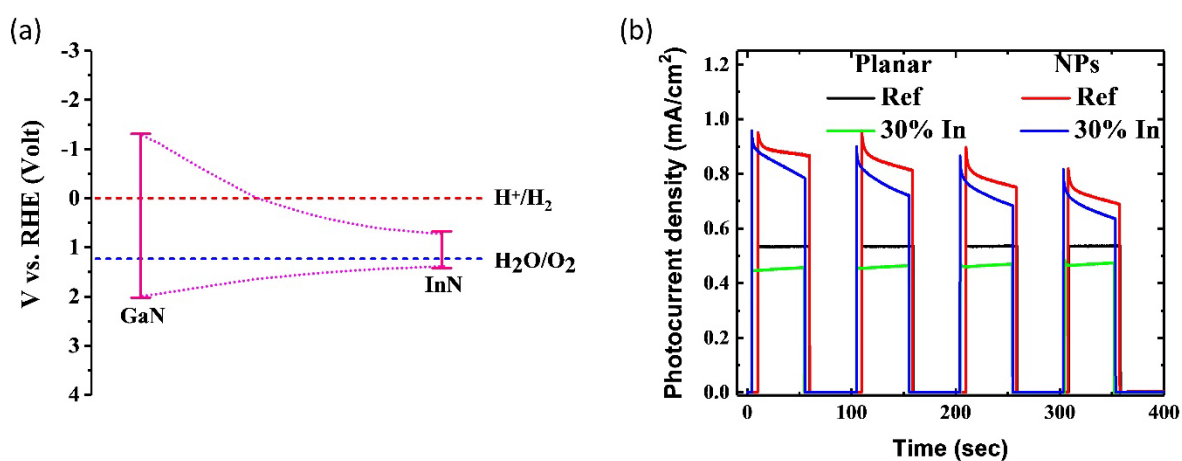 (a)
V vs. RHE (Volt)
-3
-2
-1
0
1
2
3
4
H⁺/H₂
H₂O/O₂
GaN
InN
(b)
Photocurrent density (mA/cm²)
1.2
1.0
0.8
0.6
0.4
0.2
0.0
Planar NPs
Ref Ref
30% In 30% In
0 100 200 300 400
Time (sec)